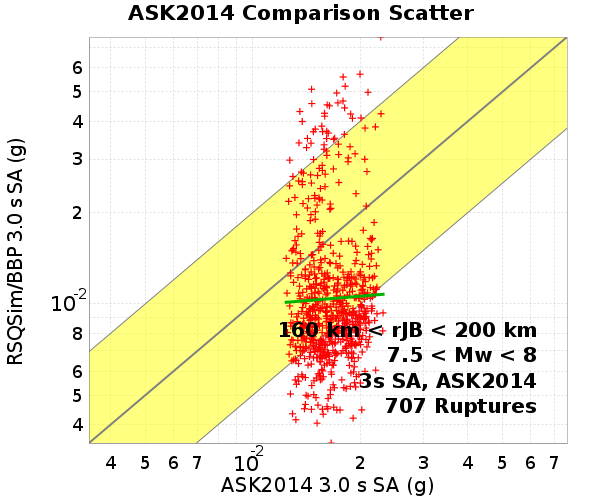 ASK2014 Comparison Scatter
RSQSim/BBP 3.0 s SA (g)
6
5
4
3
2
10-2
8
6
5
4
160 km < rJB < 200 km
7.5 < Mw < 8
3s SA, ASK2014
707 Ruptures
4 5 6 7 10-2 2 3 4 5 6 7
ASK2014 3.0 s SA (g)